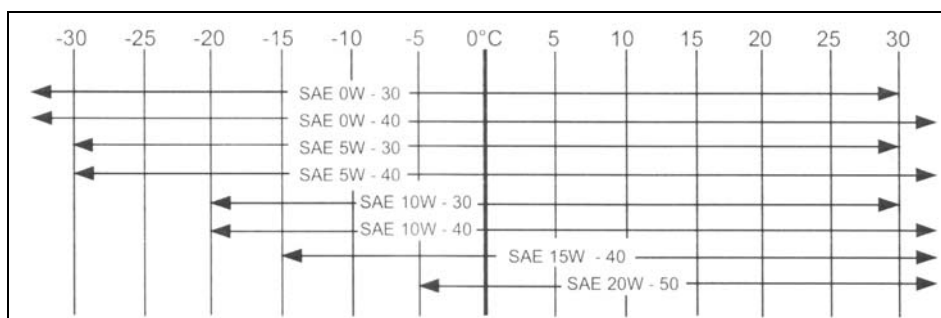 -30 -25 -20 -15 -10 -5 0°C 5 10 15 20 25 30
SAE 0W - 30
SAE 0W - 40
SAE 5W - 30
SAE 5W - 40
SAE 10W - 30
SAE 10W - 40
SAE 15W - 40
SAE 20W - 50